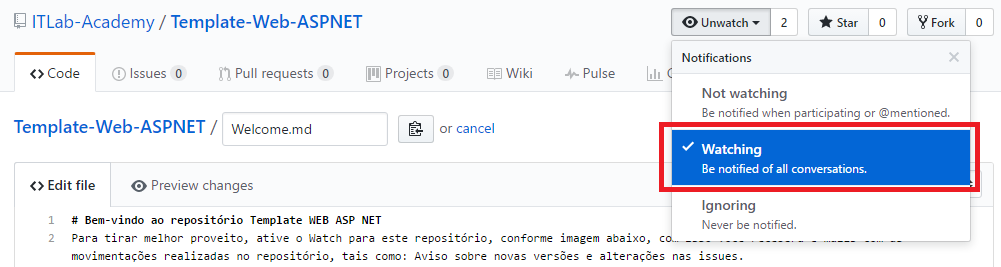 ITLab-Academy / Template-Web-ASPNET
Unwatch 2 Star 0 Fork 0
Code Issues 0 Pull requests 0 Projects 0 Wiki Pulse
Notifications
Not watching
Be notified when participating or @mentioned.
Watching
Be notified of all conversations.
Ignoring
Never be notified.
Template-Web-ASPNET / Welcome.md or cancel
Edit file Preview changes
1 # Bem-vindo ao repositório Template WEB ASP NET
2 Para tirar melhor proveito, ative o Watch para este repositório, conforme imagem abaixo, com
movimentações realizadas no repositório, tais como: Aviso sobre novas versões e alterações nas issues.